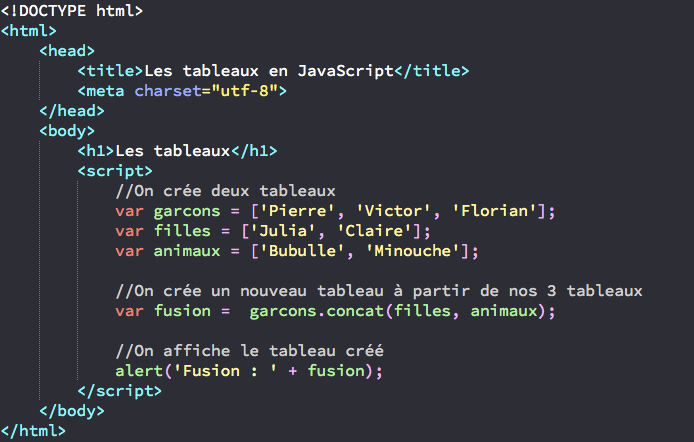 <!DOCTYPE html>
<html>
    <head>
        <title>Les tableaux en JavaScript</title>
        <meta charset="utf-8">
    </head>
    <body>
        <h1>Les tableaux</h1>
        <script>
            //On crée deux tableaux
            var garcons = ['Pierre', 'Victor', 'Florian'];
            var filles = ['Julia', 'Claire'];
            var animaux = ['Bubulle', 'Minouche'];

            //On crée un nouveau tableau à partir de nos 3 tableaux
            var fusion =  garcons.concat(filles, animaux);

            //On affiche le tableau créé
            alert('Fusion : ' + fusion);
        </script>
    </body>
</html>